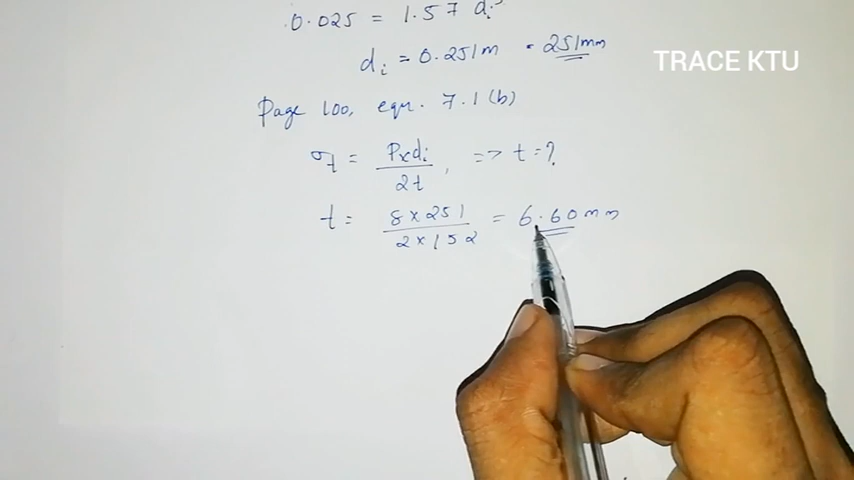 0.025 = 1.57 di³
di = 0.251m = 251mm
TRACE KTU
Page 100, eqn. 7.1(b)
σt = P×di / 2t , => t=?
t = 8×251 / 2×152 = 6.60mm